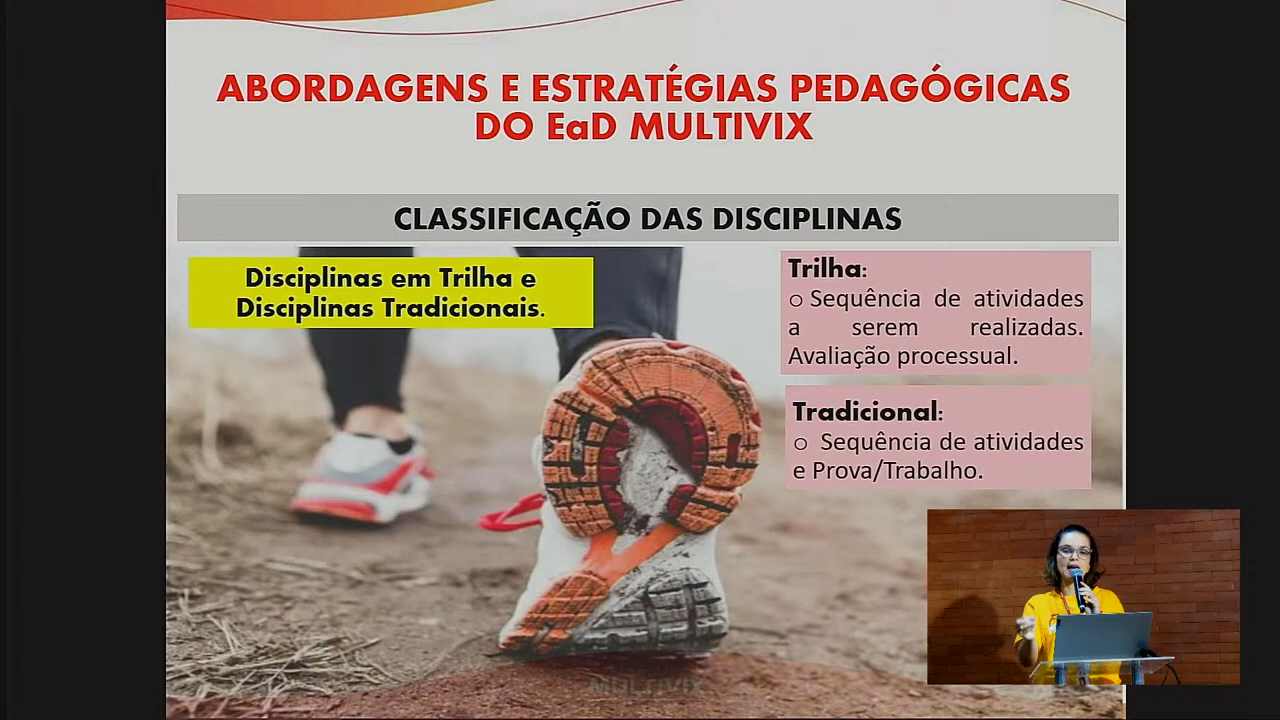 ABORDAGENS E ESTRATÉGIAS PEDAGÓGICAS
DO EaD MULTIVIX
CLASSIFICAÇÃO DAS DISCIPLINAS
Disciplinas em Trilha e
Disciplinas Tradicionais.
Trilha:
o Sequência de atividades
a serem realizadas.
Avaliação processual.
Tradicional:
o Sequência de atividades
e Prova/Trabalho.
MULTIVIX